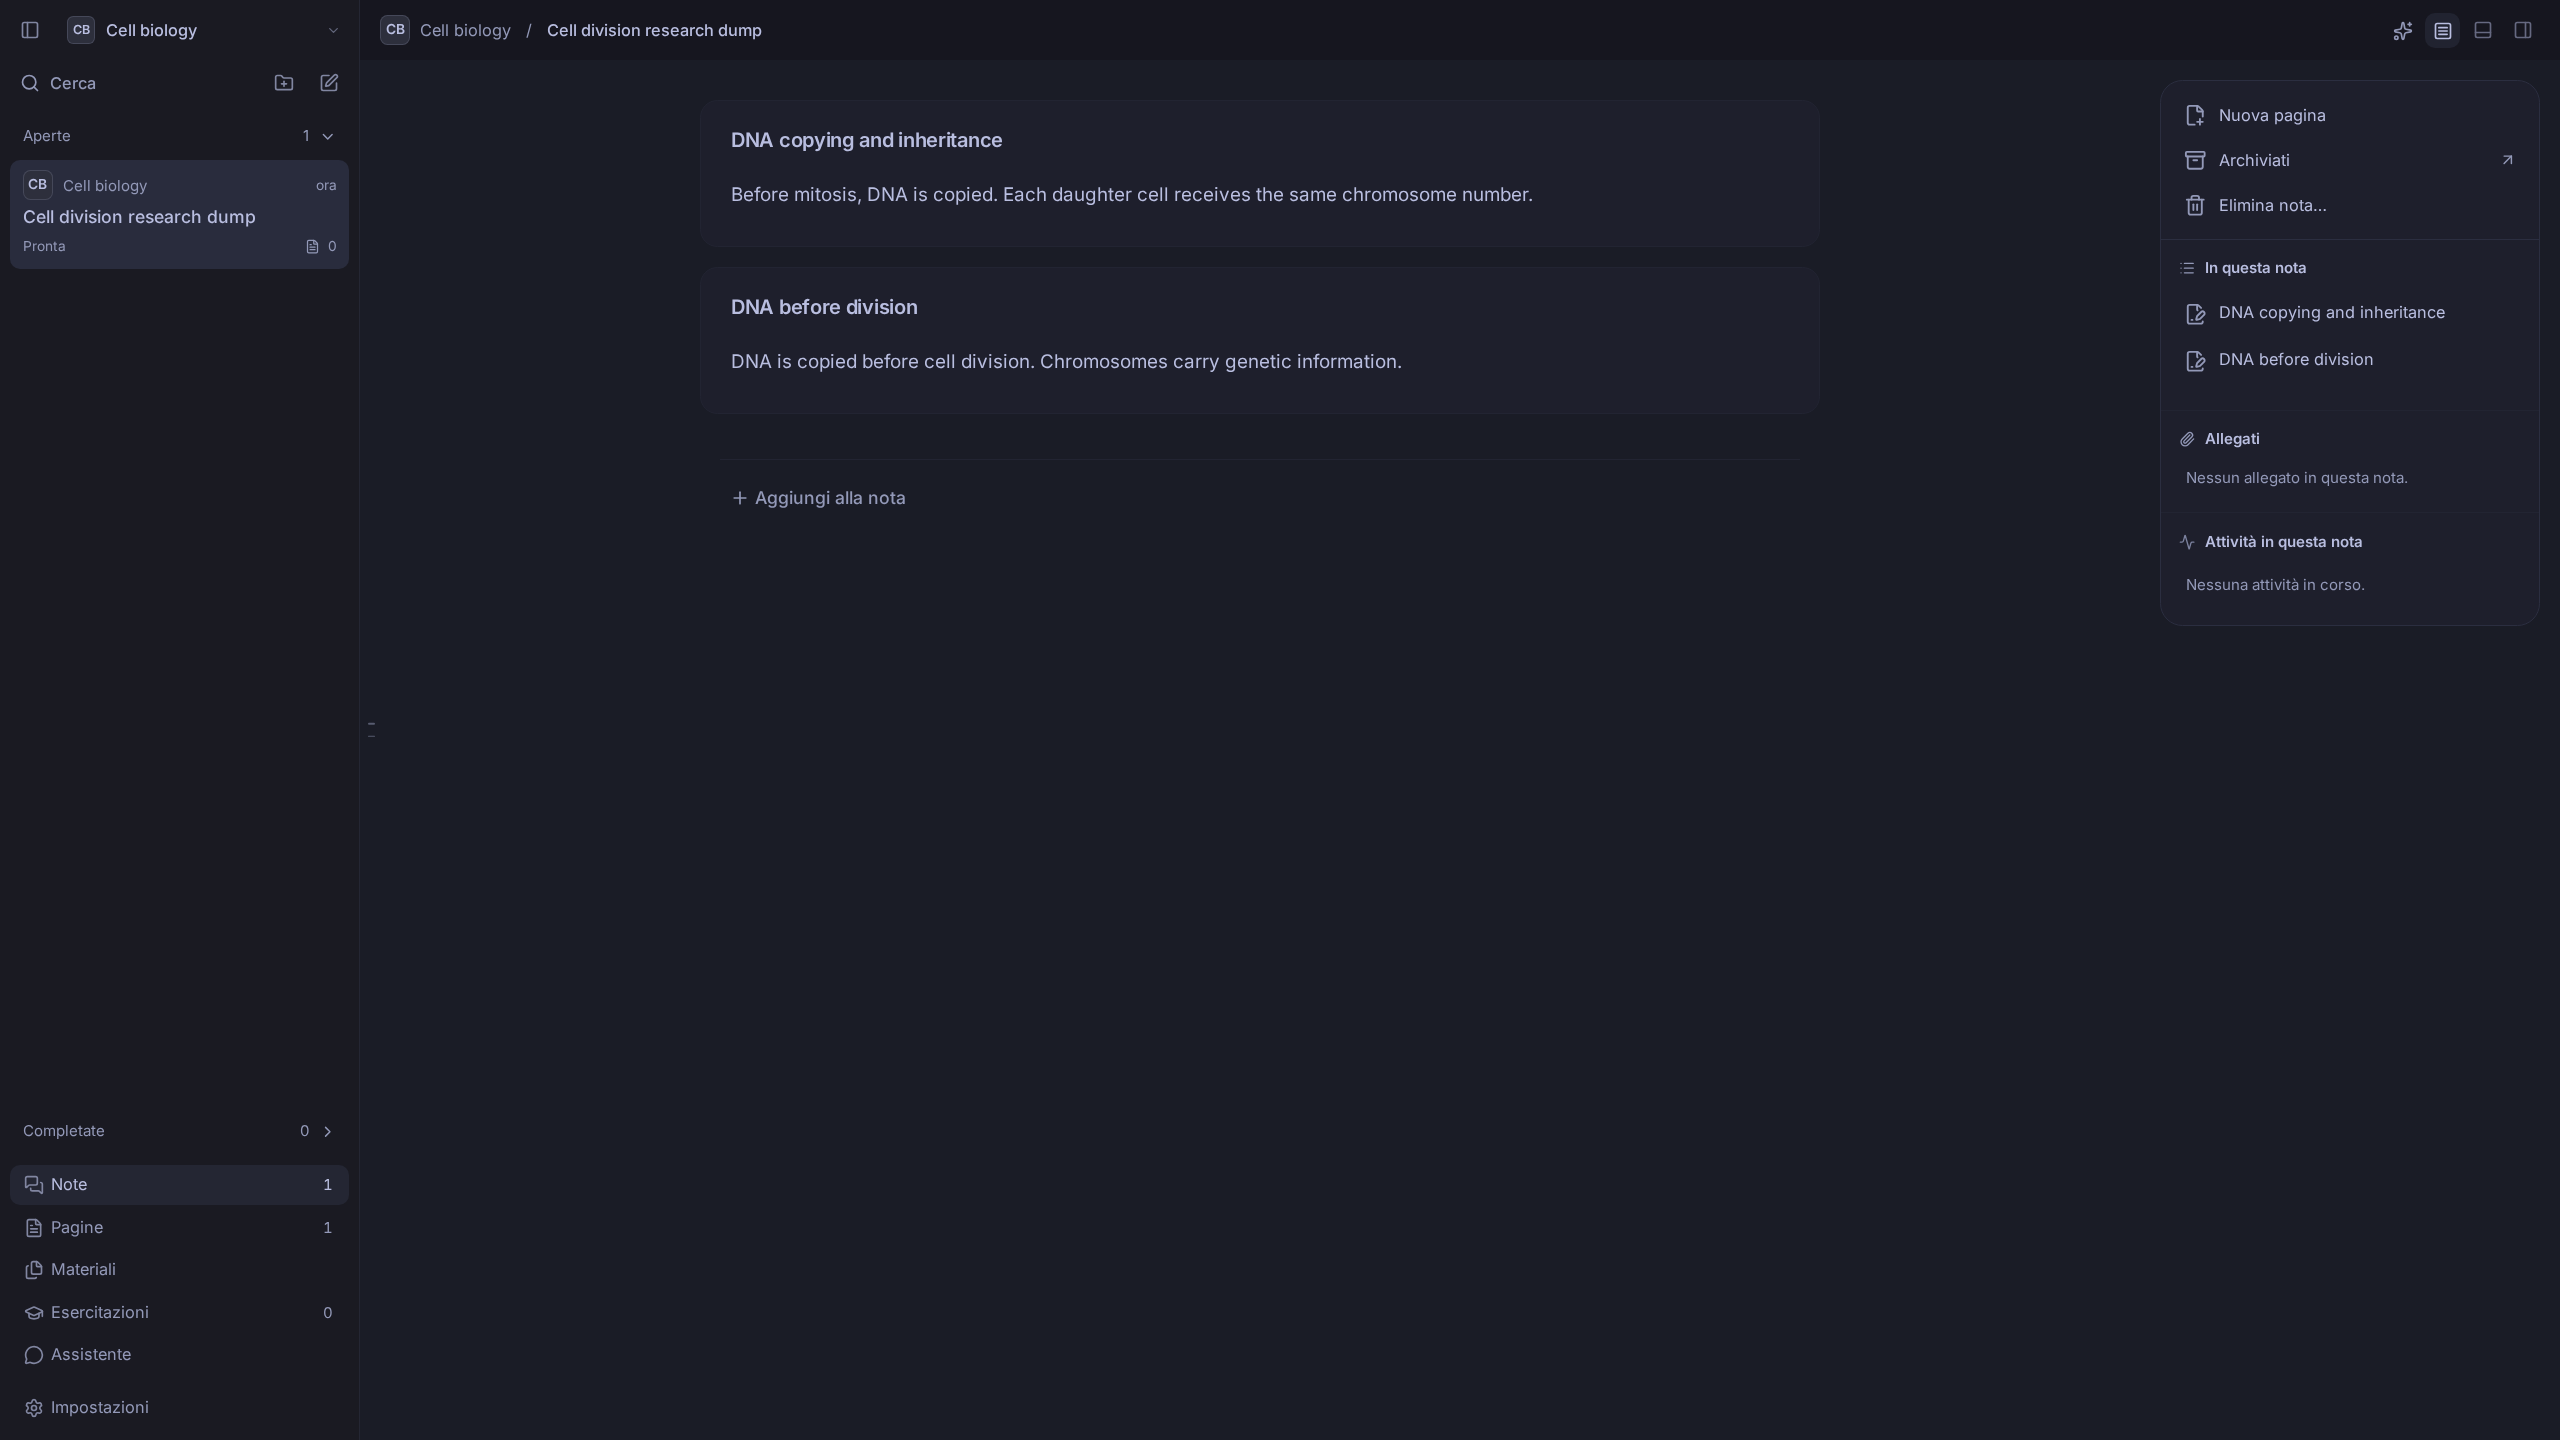 CB Cell biology
Cerca
Aperte 1
CB Cell biology ora
Cell division research dump
Pronta 0
Completate 0
Note 1
Pagine 1
Materiali
Esercitazioni 0
Assistente
Impostazioni
CB Cell biology / Cell division research dump
DNA copying and inheritance
Before mitosis, DNA is copied. Each daughter cell receives the same chromosome number.
DNA before division
DNA is copied before cell division. Chromosomes carry genetic information.
Aggiungi alla nota
Nuova pagina
Archiviati
Elimina nota...
In questa nota
DNA copying and inheritance
DNA before division
Allegati
Nessun allegato in questa nota.
Attività in questa nota
Nessuna attività in corso.